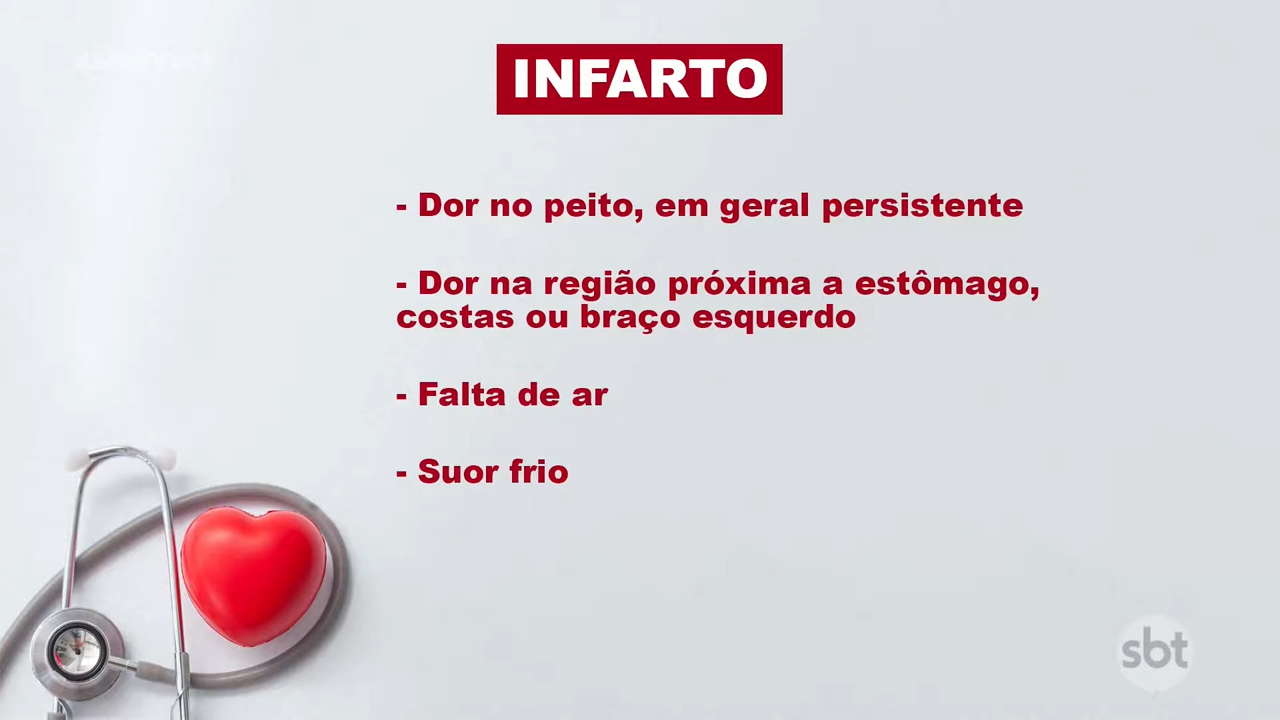 INFARTO
- Dor no peito, em geral persistente
- Dor na região próxima a estômago,
costas ou braço esquerdo
- Falta de ar
- Suor frio
sbt